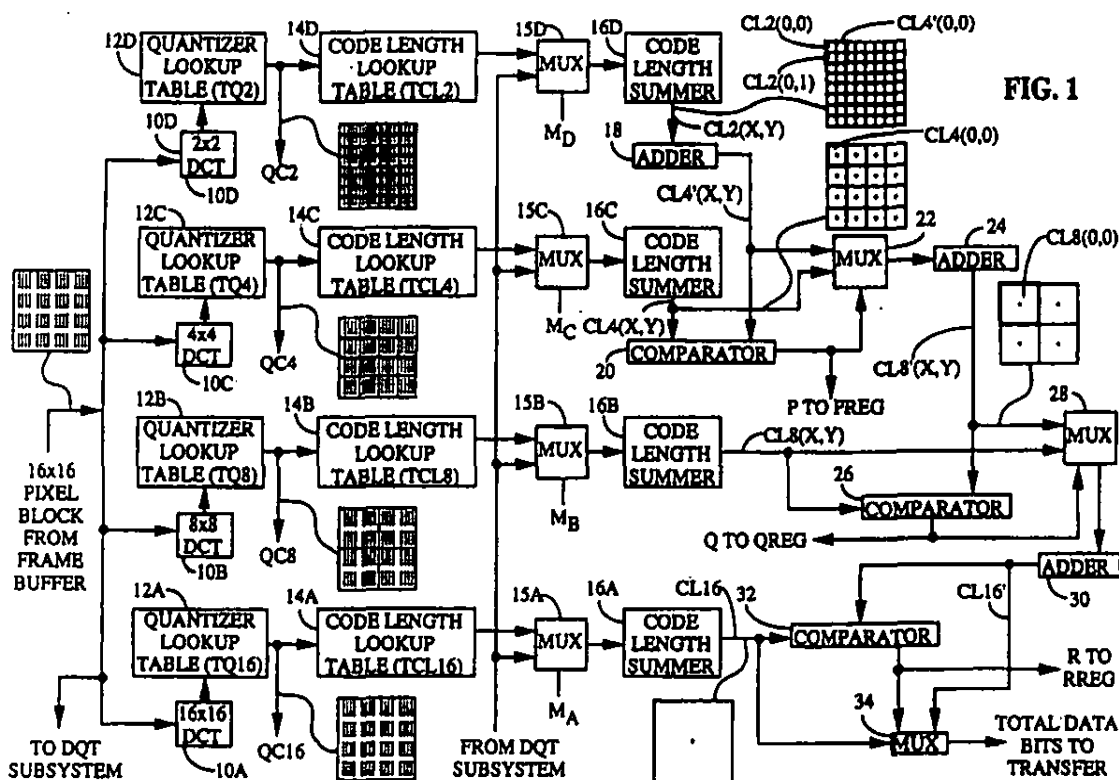 FIG. 1
12D
QUANTIZER
LOOKUP
TABLE (TQ2)
14D
CODE LENGTH
LOOKUP
TABLE (TCL2)
15D
MUX
M_D
16D
CODE
LENGTH
SUMMER
CL2(0,0)
CL4'(0,0)
CL2(0,1)
CL2(X,Y)
10D
2x2
DCT
10D
QC2
18
ADDER
CL4'(X,Y)
CL4(0,0)
12C
QUANTIZER
LOOKUP
TABLE (TQ4)
14C
CODE LENGTH
LOOKUP
TABLE (TCL4)
15C
MUX
M_C
16C
CODE
LENGTH
SUMMER
CL4(X,Y)
22
MUX
24
ADDER
CL8(0,0)
4x4
DCT
10C
QC4
20
COMPARATOR
P TO PREG
CL8'(X,Y)
12B
QUANTIZER
LOOKUP
TABLE (TQ8)
14B
CODE LENGTH
LOOKUP
TABLE (TCL8)
15B
MUX
M_B
16B
CODE
LENGTH
SUMMER
CL8(X,Y)
28
MUX
16x16
PIXEL
BLOCK
FROM
FRAME
BUFFER
8x8
DCT
10B
QC8
26
COMPARATOR
Q TO QREG
ADDER
30
12A
QUANTIZER
LOOKUP
TABLE (TQ16)
14A
CODE LENGTH
LOOKUP
TABLE (TCL16)
15A
MUX
M_A
16A
CODE
LENGTH
SUMMER
CL16
32
COMPARATOR
CL16'
R TO
RREG
16x16
DCT
10A
QC16
34
MUX
TO DQT
SUBSYSTEM
FROM DQT
SUBSYSTEM
TOTAL DATA
BITS TO
TRANSFER